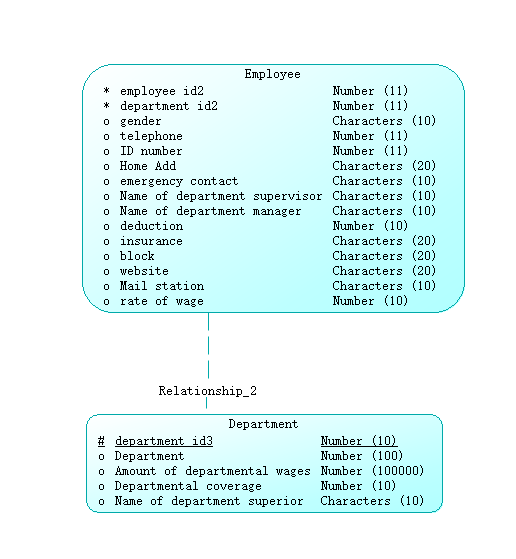 Employee
* employee id2 Number (11)
* department id2 Number (11)
o gender Characters (10)
o telephone Number (11)
o ID number Number (11)
o Home Add Characters (20)
o emergency contact Characters (10)
o Name of department supervisor Characters (10)
o Name of department manager Characters (10)
o deduction Number (10)
o insurance Characters (20)
o block Characters (20)
o website Characters (20)
o Mail station Characters (10)
o rate of wage Number (10)
Relationship_2
Department
# department id3 Number (10)
o Department Number (100)
o Amount of departmental wages Number (100000)
o Departmental coverage Number (10)
o Name of department superior Characters (10)